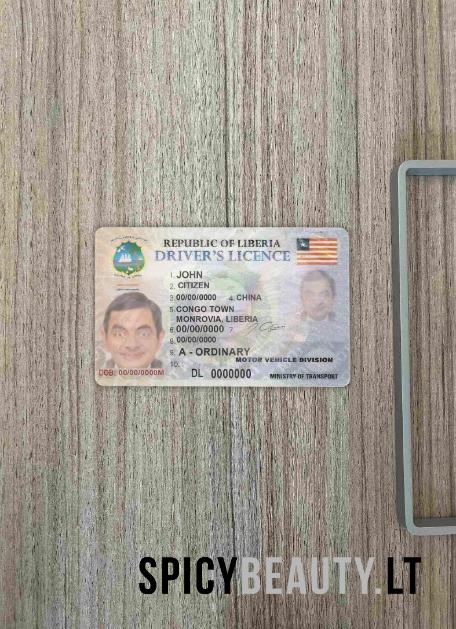 REPUBLIC OF LIBERIA
DRIVER'S LICENCE
1. JOHN
2. CITIZEN
3. 00/00/0000 4. CHINA
5. CONGO TOWN
MONROVIA, LIBERIA
6. 00/00/0000 7.
8. 00/00/0000
9. A - ORDINARY
MOTOR VEHICLE DIVISION
10.
DOB: 00/00/0000M
DL 0000000
MINISTRY OF TRANSPORT
SPICYBEAUTY.LT